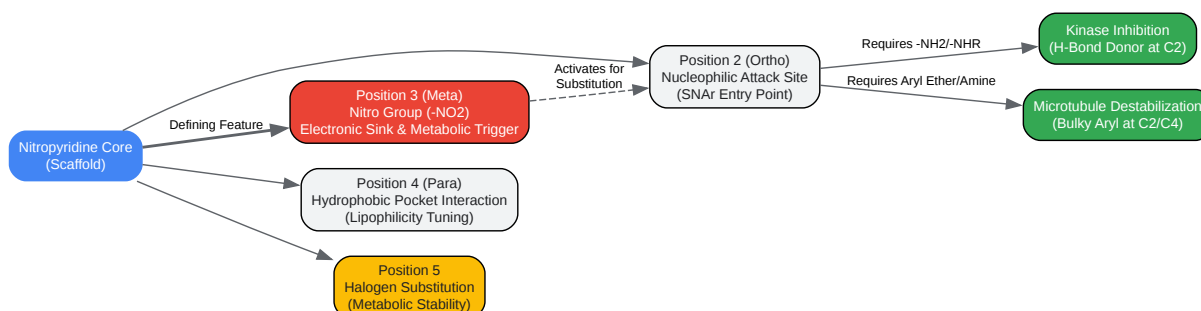 Nitropyridine Core
(Scaffold)
Defining Feature
Position 3 (Meta)
Nitro Group (-NO2)
Electronic Sink & Metabolic Trigger
Position 4 (Para)
Hydrophobic Pocket Interaction
(Lipophilicity Tuning)
Position 5
Halogen Substitution
(Metabolic Stability)
Activates for
Substitution
Position 2 (Ortho)
Nucleophilic Attack Site
(SNAr Entry Point)
Requires -NH2/-NHR
Requires Aryl Ether/Amine
Kinase Inhibition
(H-Bond Donor at C2)
Microtubule Destabilization
(Bulky Aryl at C2/C4)